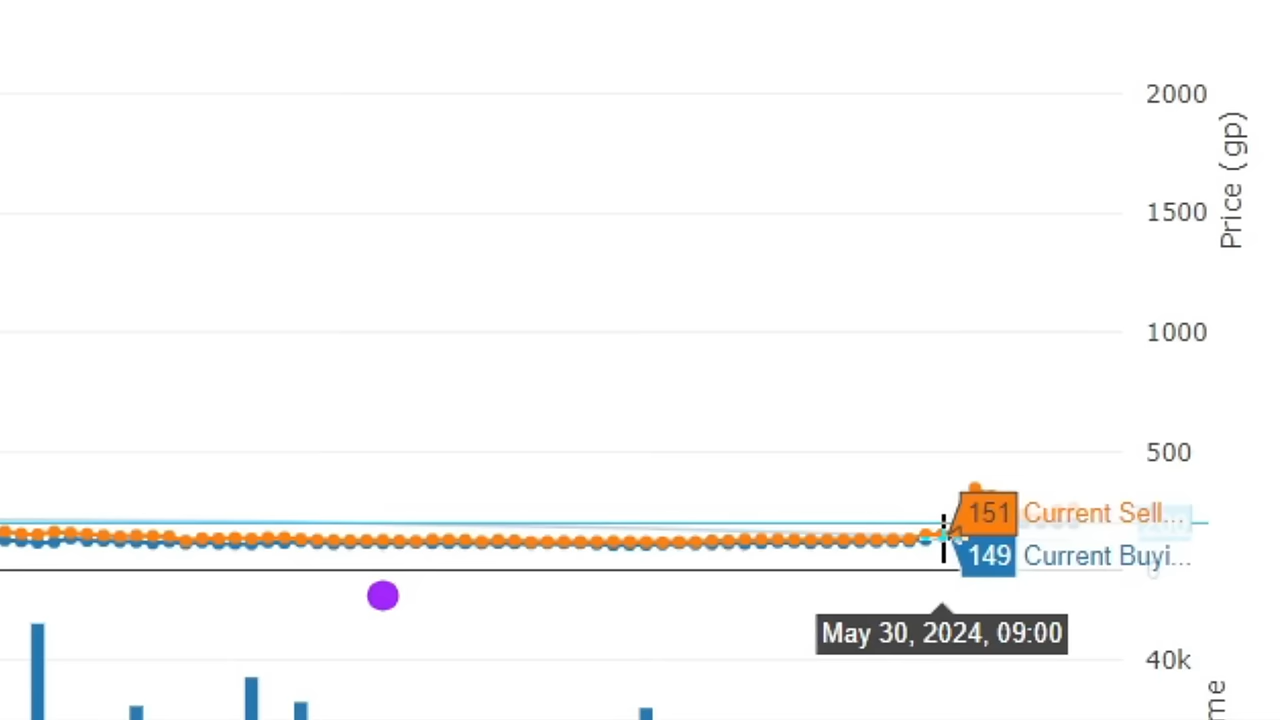 2000
Price (gp)
1500
1000
500
151 Current Sell...
149 Current Buyi...
0
May 30, 2024, 09:00
40k
me